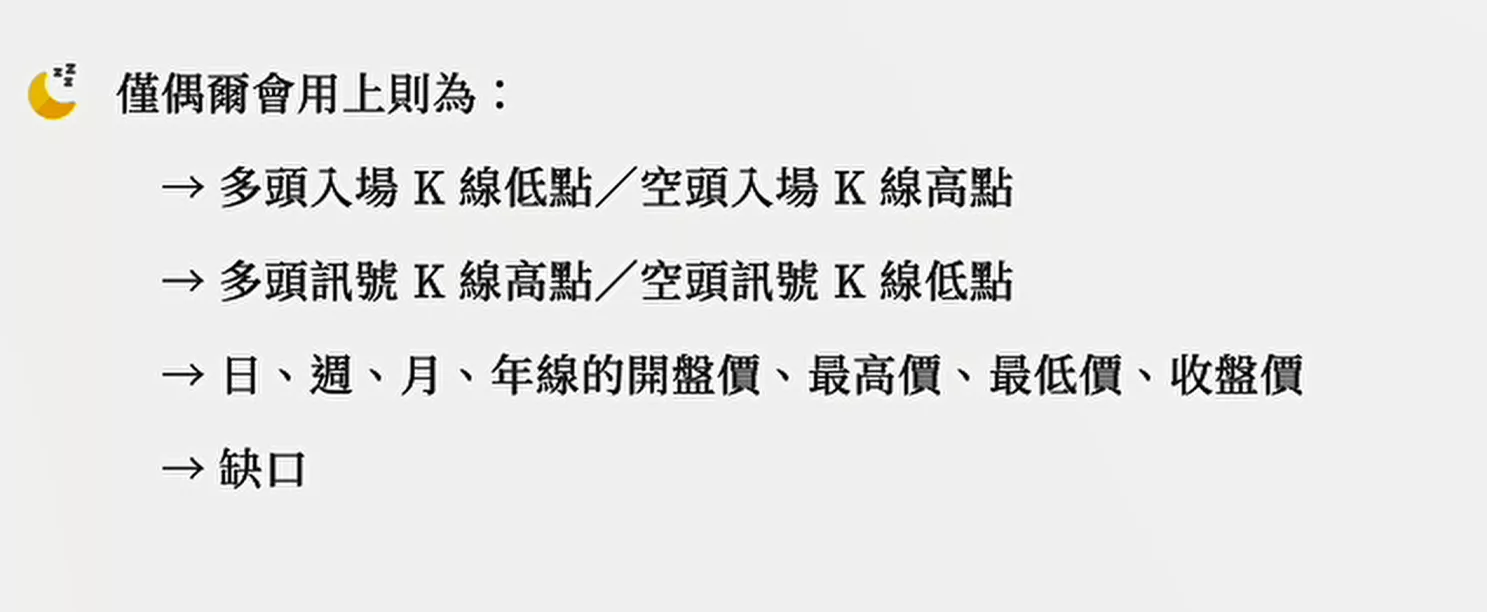 僅偶爾會用上則為：
→ 多頭入場 K 線低點／空頭入場 K 線高點
→ 多頭訊號 K 線高點／空頭訊號 K 線低點
→ 日、週、月、年線的開盤價、最高價、最低價、收盤價
→ 缺口